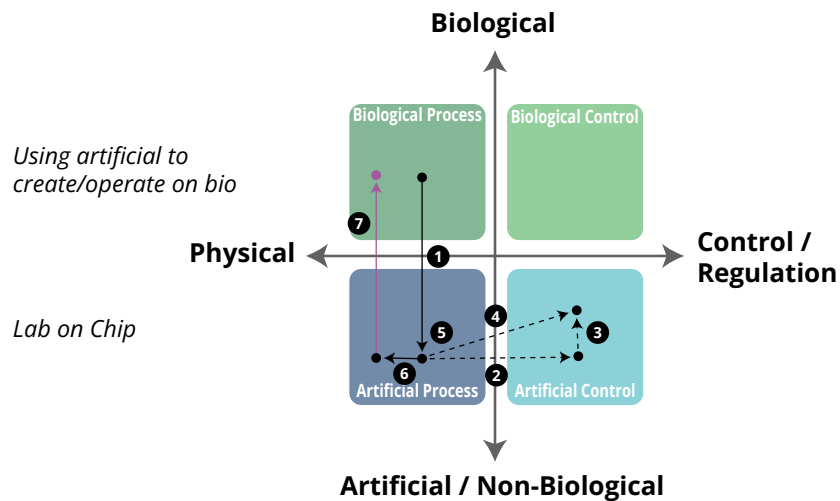 Biological
Biological Process
Biological Control
Using artificial to
create/operate on bio
7
Physical
1
Control /
Regulation
Lab on Chip
4
5
3
6
2
Artificial Process
Artificial Control
Artificial / Non-Biological